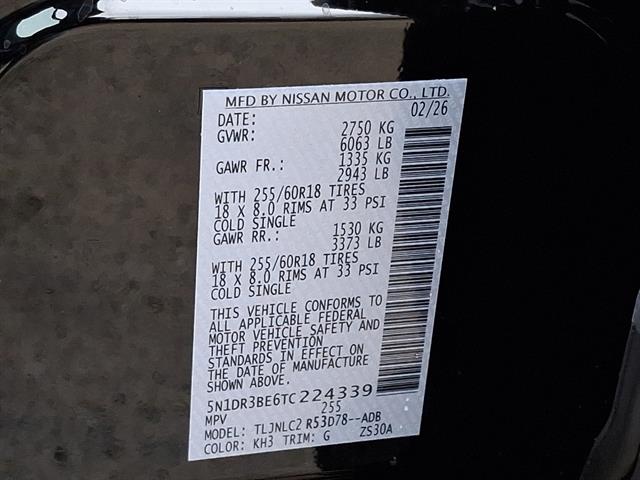 MFD BY NISSAN MOTOR CO., LTD.
DATE: 02/26
GVWR: 2750 KG
6063 LB
GAWR FR.: 1335 KG
2943 LB
WITH 255/60R18 TIRES
18 X 8.0 RIMS AT 33 PSI
COLD SINGLE
GAWR RR.: 1530 KG
3373 LB
WITH 255/60R18 TIRES
18 X 8.0 RIMS AT 33 PSI
COLD SINGLE
THIS VEHICLE CONFORMS TO
ALL APPLICABLE FEDERAL
MOTOR VEHICLE SAFETY AND
THEFT PREVENTION
STANDARDS IN EFFECT ON
THE DATE OF MANUFACTURE
SHOWN ABOVE.
5N1DR3BE6TC224339
MPV 255
MODEL: TLJNLC2 R53D78--ADB
COLOR: KH3 TRIM: G ZS30A